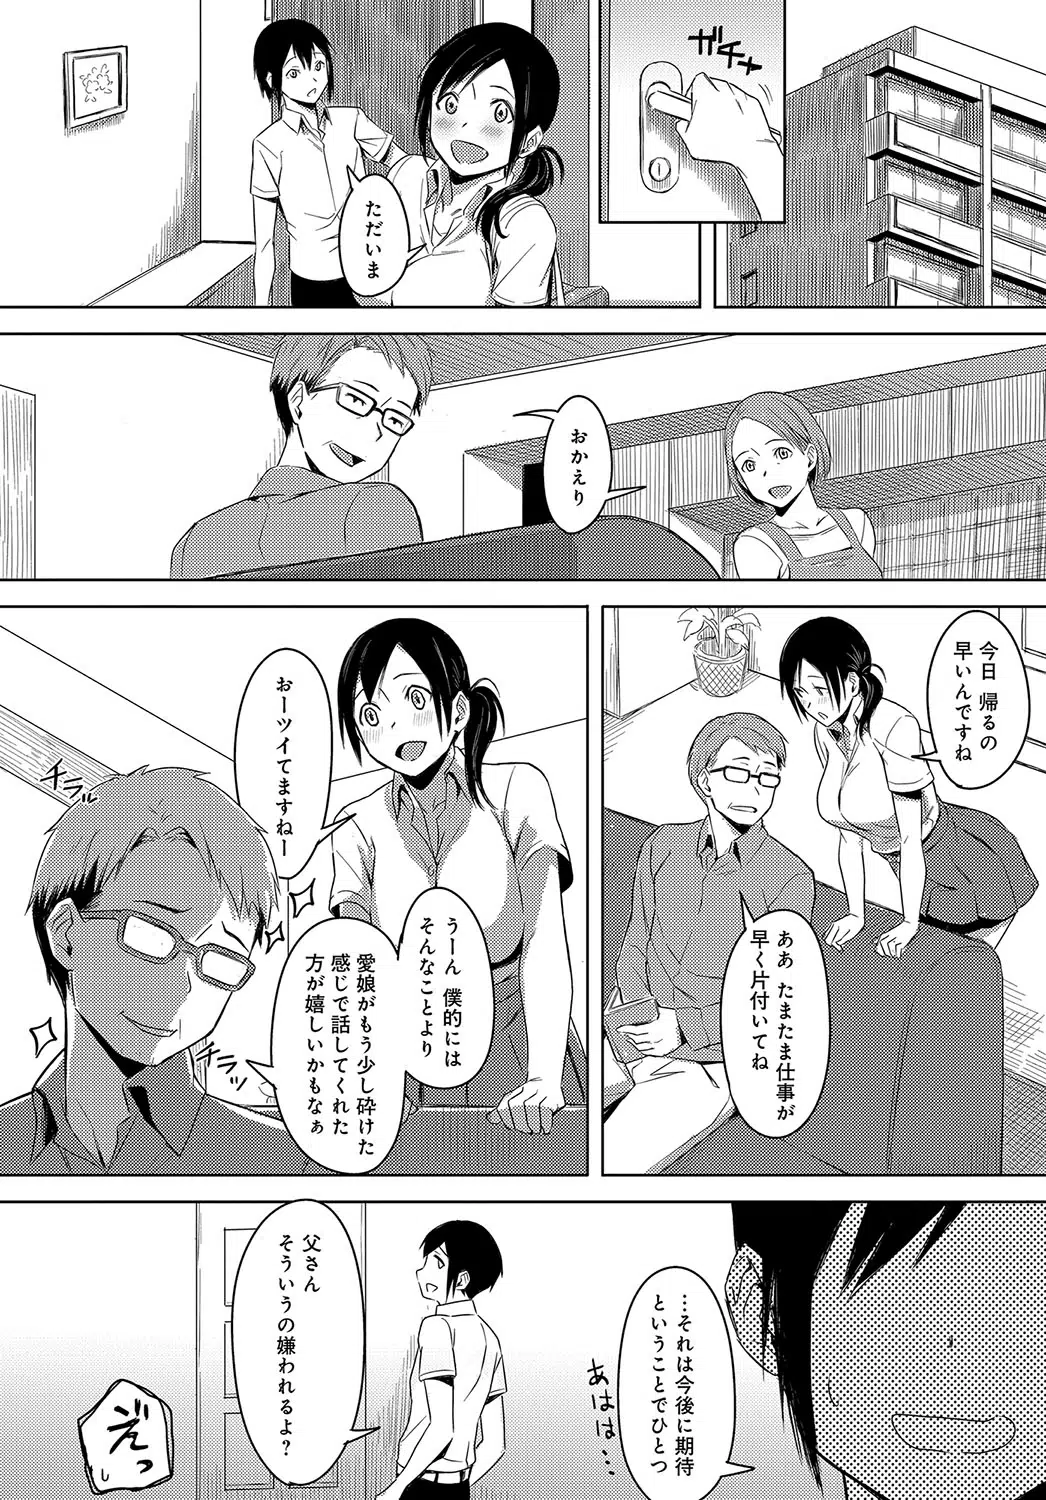 ガチャ
ただいま
おかえり
今日 帰るの
早いんですね
ああ たまたま仕事が
早く片付いてね
おーツイてますねー
うーん 僕的には
そんなことより
愛娘がもう少し砕けた
感じで話してくれた
方が嬉しいかもなぁ
チラッ
チラッ
…それは今後に期待
ということでひとつ
あはは…
父さん
そういうの嫌われるよ?